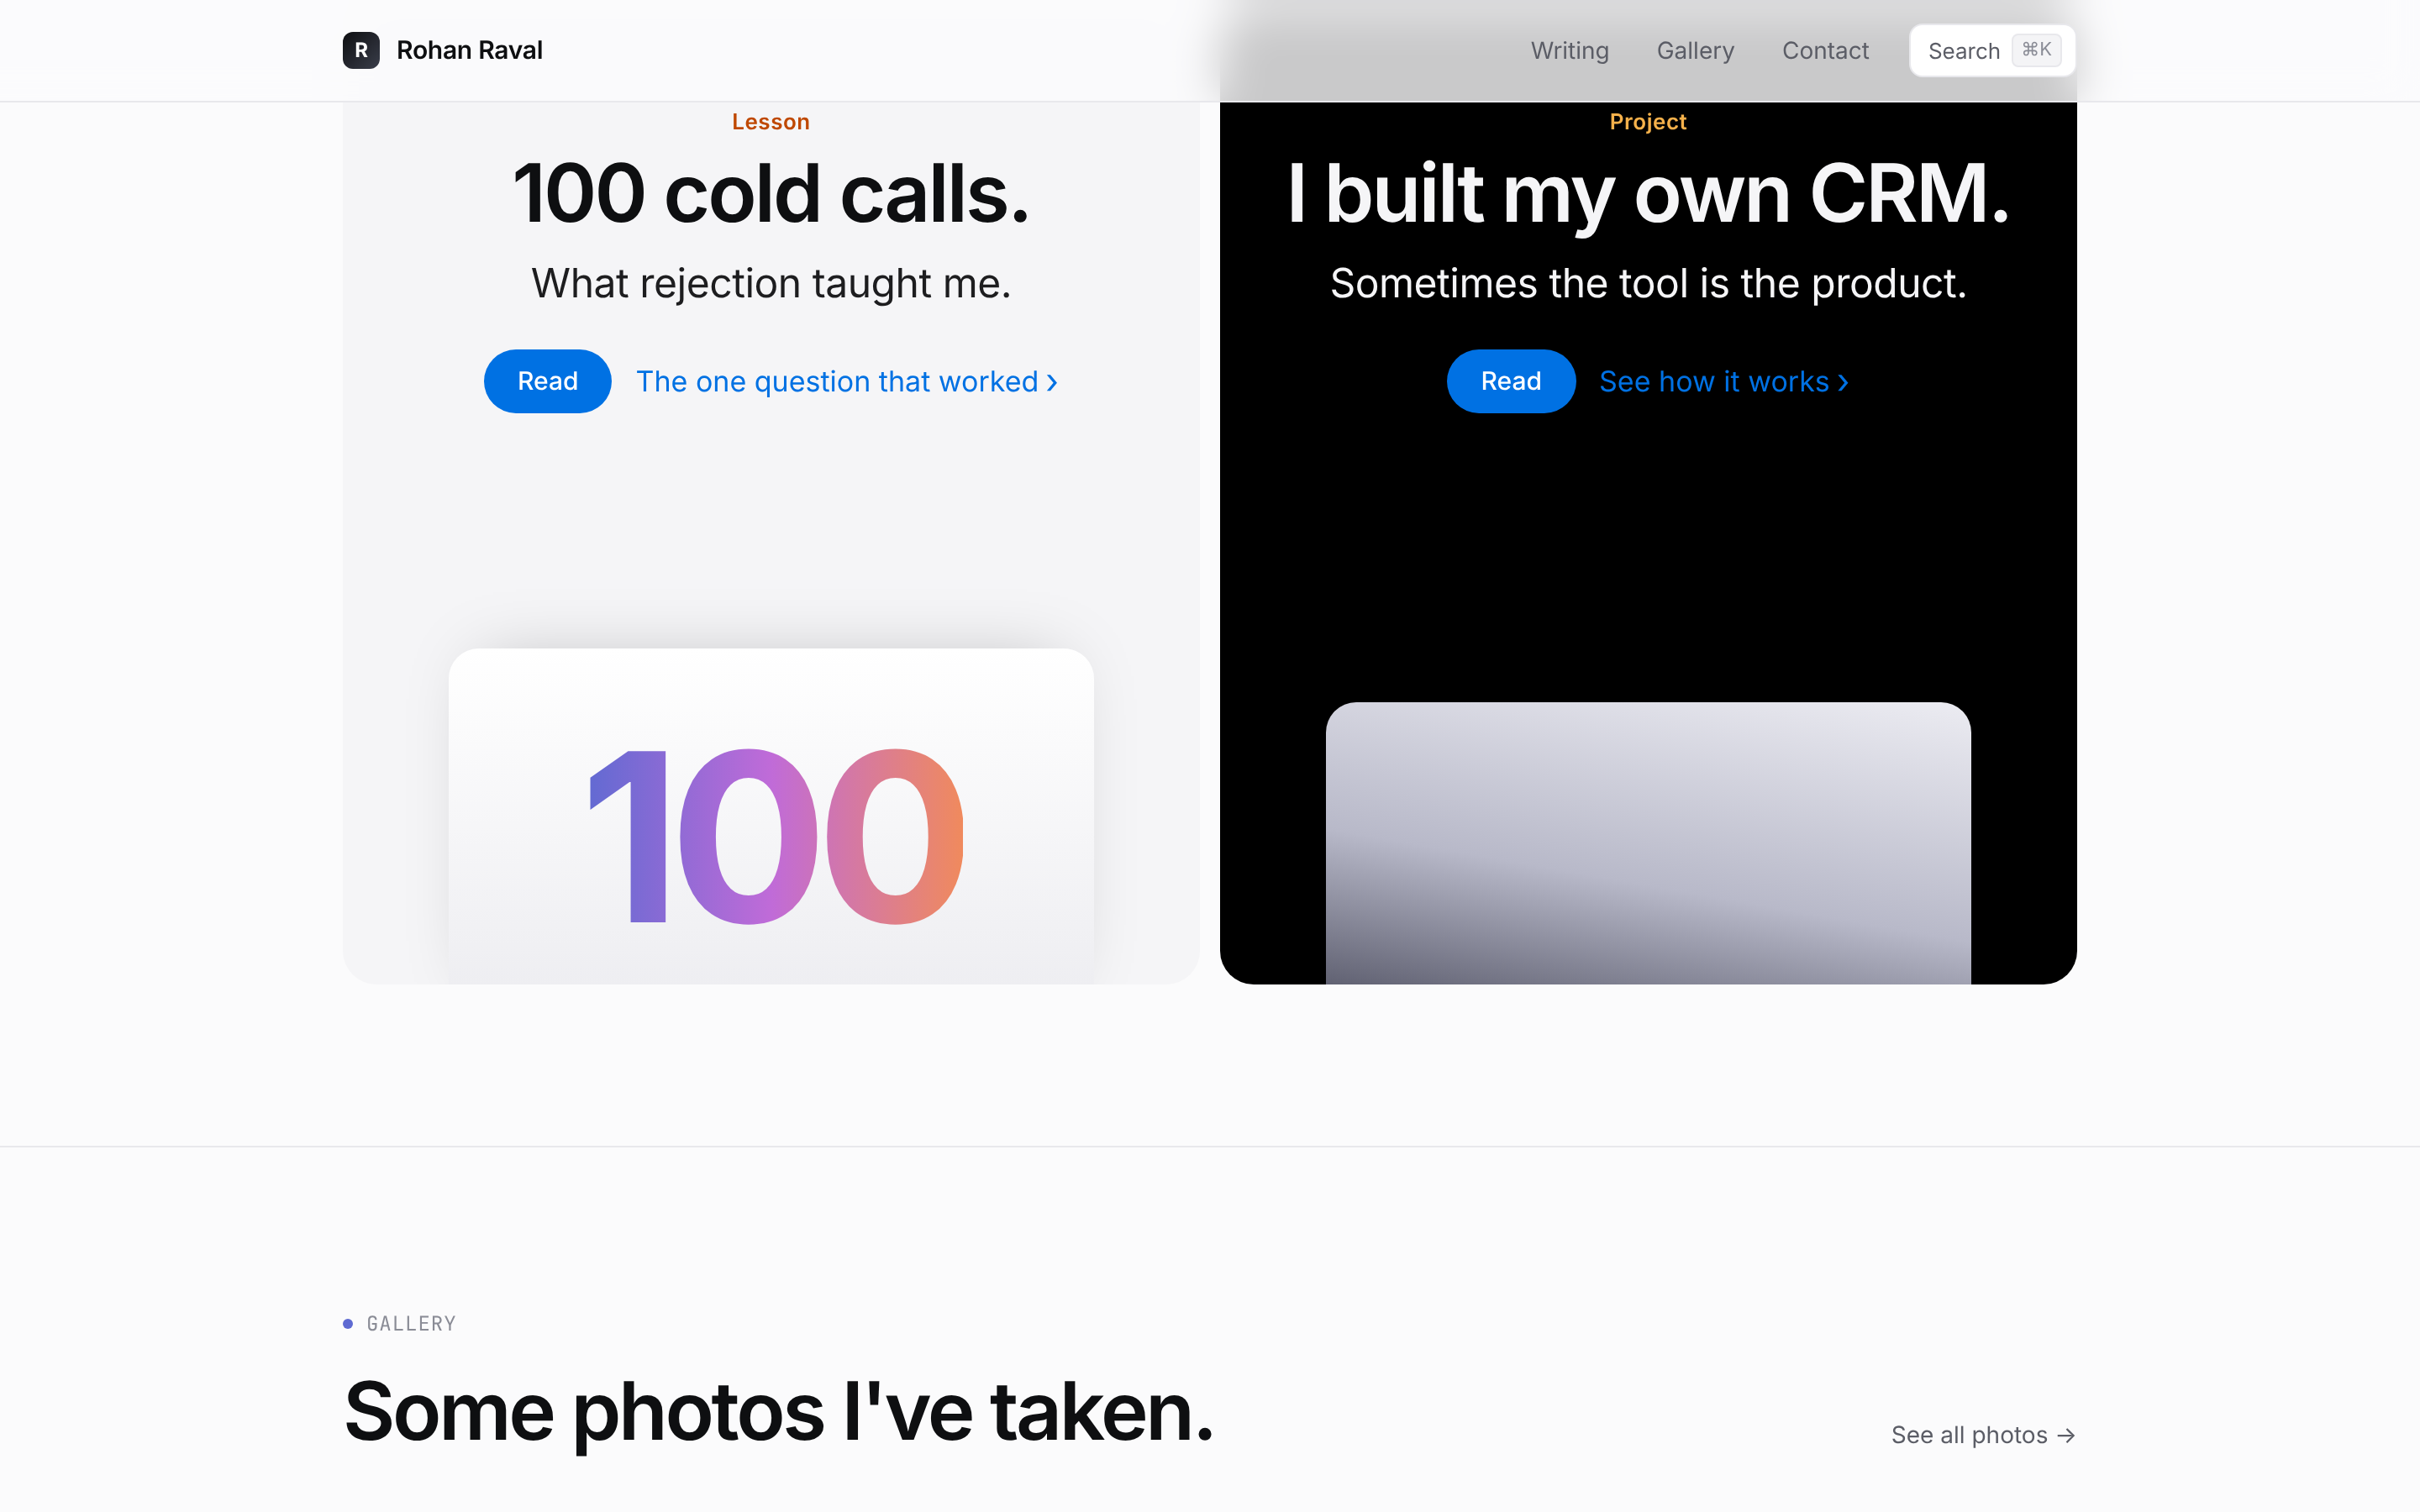 R
Rohan Raval
Writing
Gallery
Contact
Search ⌘K
Lesson
100 cold calls.
What rejection taught me.
Read
The one question that worked ›
100
Project
I built my own CRM.
Sometimes the tool is the product.
Read
See how it works ›
GALLERY
Some photos I've taken.
See all photos →